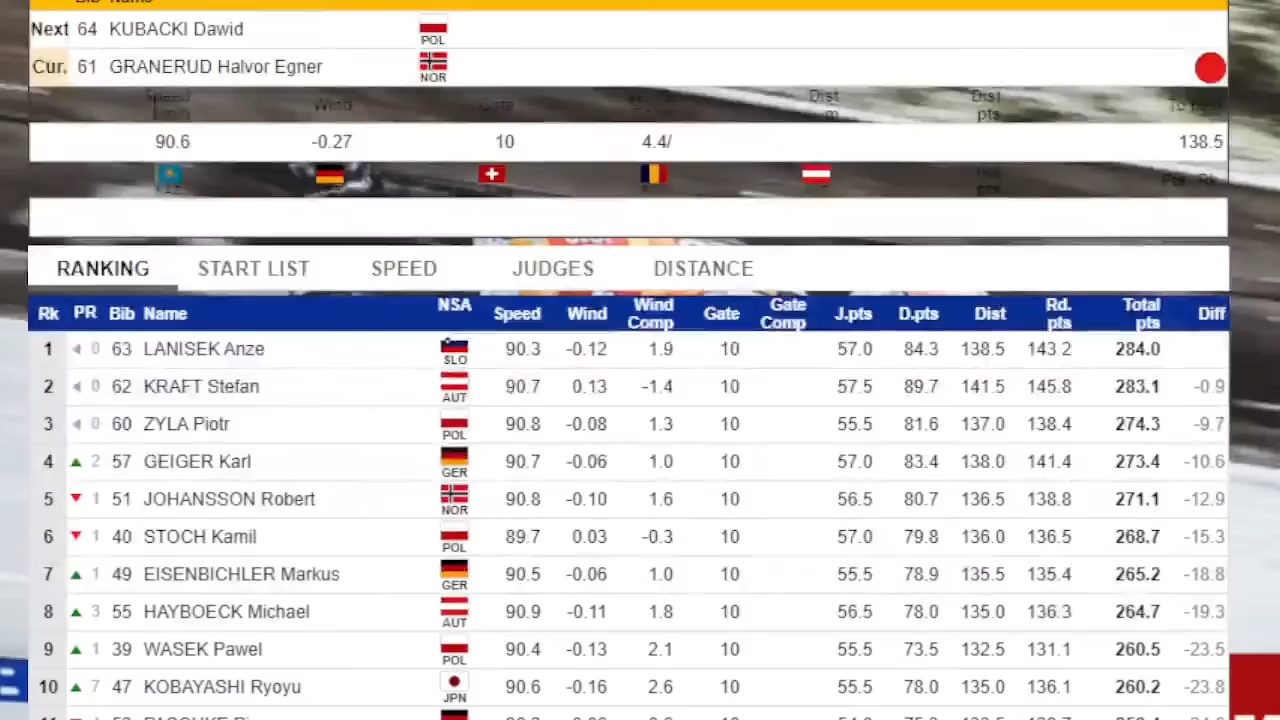 Bib Name
Next 64 KUBACKI Dawid POL
Cur. 61 GRANERUD Halvor Egner NOR
Speed Wind Gate Dist m Dist pts
90.6 -0.27 10 4.4/ 138.5
RANKING START LIST SPEED JUDGES DISTANCE
Rk PR Bib Name NSA Speed Wind Wind Comp Gate Gate Comp J.pts D.pts Dist Rd. pts Total pts Diff
1 0 63 LANISEK Anze SLO 90.3 -0.12 1.9 10 57.0 84.3 138.5 143.2 284.0
2 0 62 KRAFT Stefan AUT 90.7 0.13 -1.4 10 57.5 89.7 141.5 145.8 283.1 -0.9
3 0 60 ZYLA Piotr POL 90.8 -0.08 1.3 10 55.5 81.6 137.0 138.4 274.3 -9.7
4 2 57 GEIGER Karl GER 90.7 -0.06 1.0 10 57.0 83.4 138.0 141.4 273.4 -10.6
5 1 51 JOHANSSON Robert NOR 90.8 -0.10 1.6 10 56.5 80.7 136.5 138.8 271.1 -12.9
6 1 40 STOCH Kamil POL 89.7 0.03 -0.3 10 57.0 79.8 136.0 136.5 268.7 -15.3
7 1 49 EISENBICHLER Markus GER 90.5 -0.06 1.0 10 55.5 78.9 135.5 135.4 -18.8
8 3 55 HAYBOECK Michael AUT 90.9 -0.11 1.8 10 56.5 78.0 135.0 136.3 264.7 -19.3
9 1 39 WASEK Pawel POL 90.4 -0.13 2.1 10 55.5 73.5 132.5 131.1 260.5 -23.5
10 7 47 KOBAYASHI Ryoyu JPN 90.6 -0.16 2.6 10 55.5 78.0 135.0 136.1 260.2 -23.8